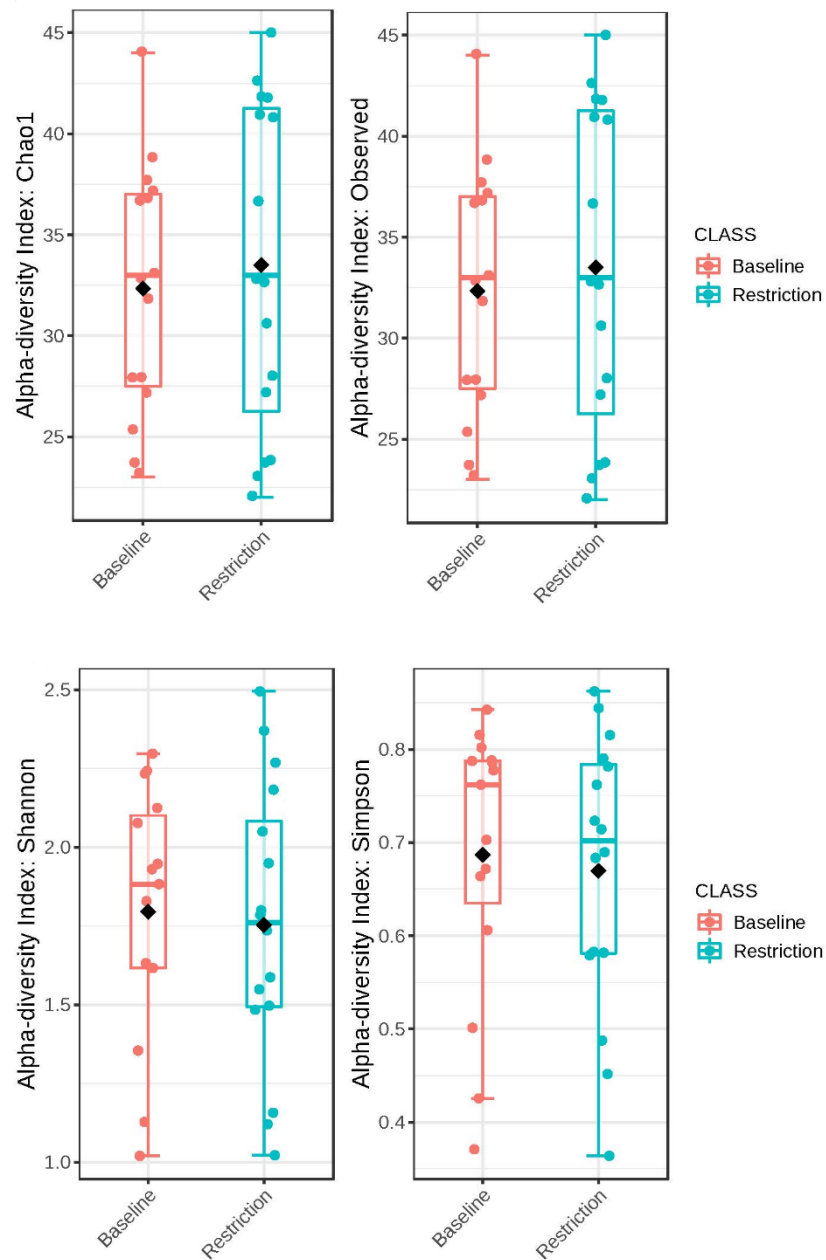 Alpha-diversity Index: Chao1
45
40
35
30
25
Baseline
Restriction
Alpha-diversity Index: Observed
45
40
35
30
25
Baseline
Restriction
CLASS
Baseline
Restriction
Alpha-diversity Index: Shannon
2.5
2.0
1.5
1.0
Baseline
Restriction
Alpha-diversity Index: Simpson
0.8
0.7
0.6
0.5
0.4
Baseline
Restriction
CLASS
Baseline
Restriction